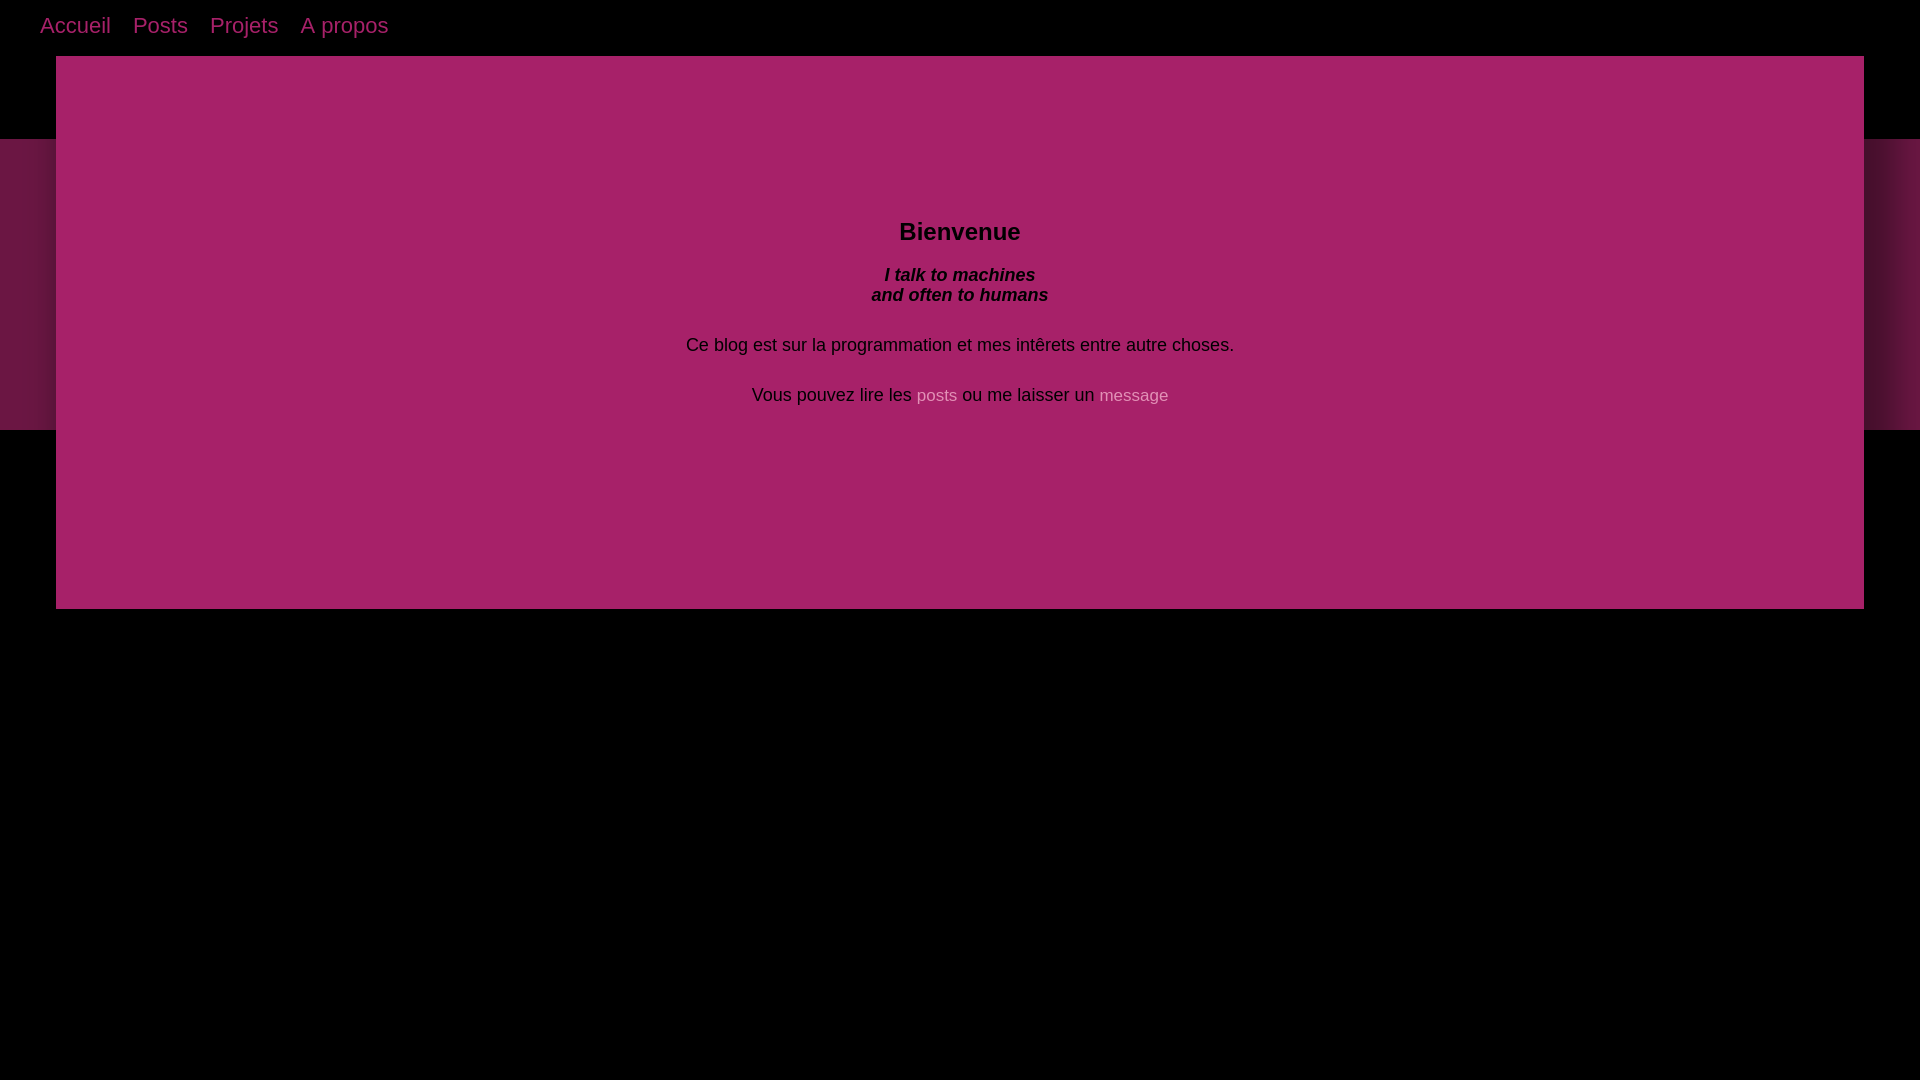 Accueil Posts Projets A propos
Bienvenue
I talk to machines
and often to humans
Ce blog est sur la programmation et mes intêrets entre autre choses.
Vous pouvez lire les posts ou me laisser un message